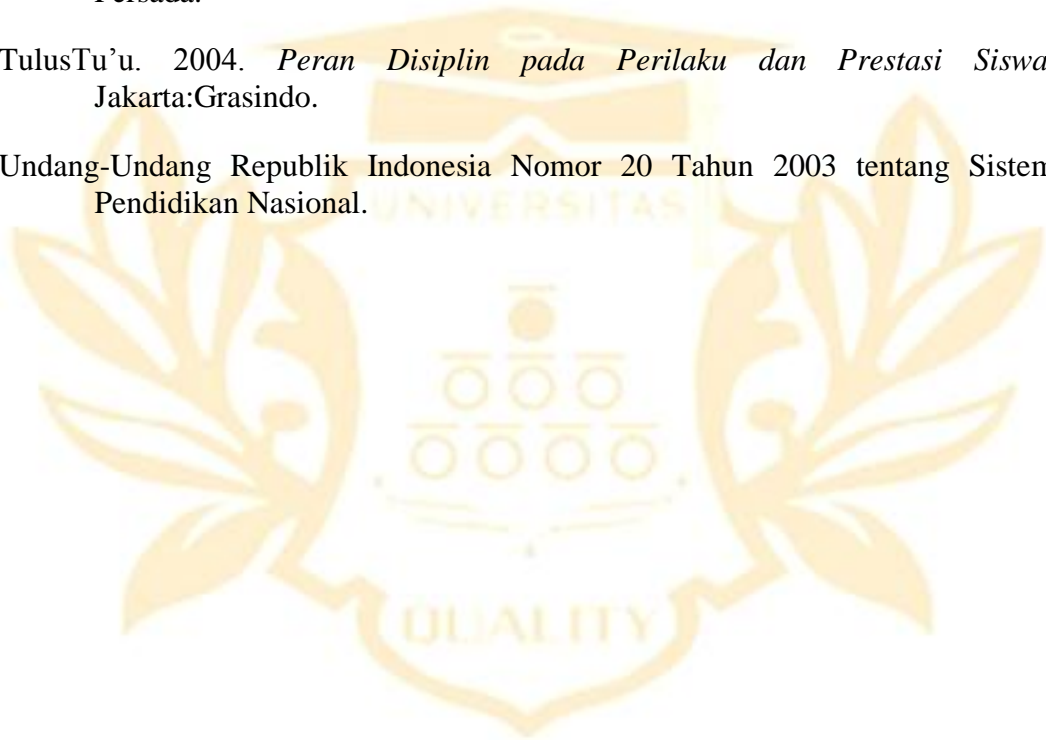 Persada.
TulusTu’u. 2004. Peran Disiplin pada Perilaku dan Prestasi Siswa
Jakarta:Grasindo.
Undang-Undang Republik Indonesia Nomor 20 Tahun 2003 tentang Sistem
Pendidikan Nasional.
UNIVERSITAS
QUALITY